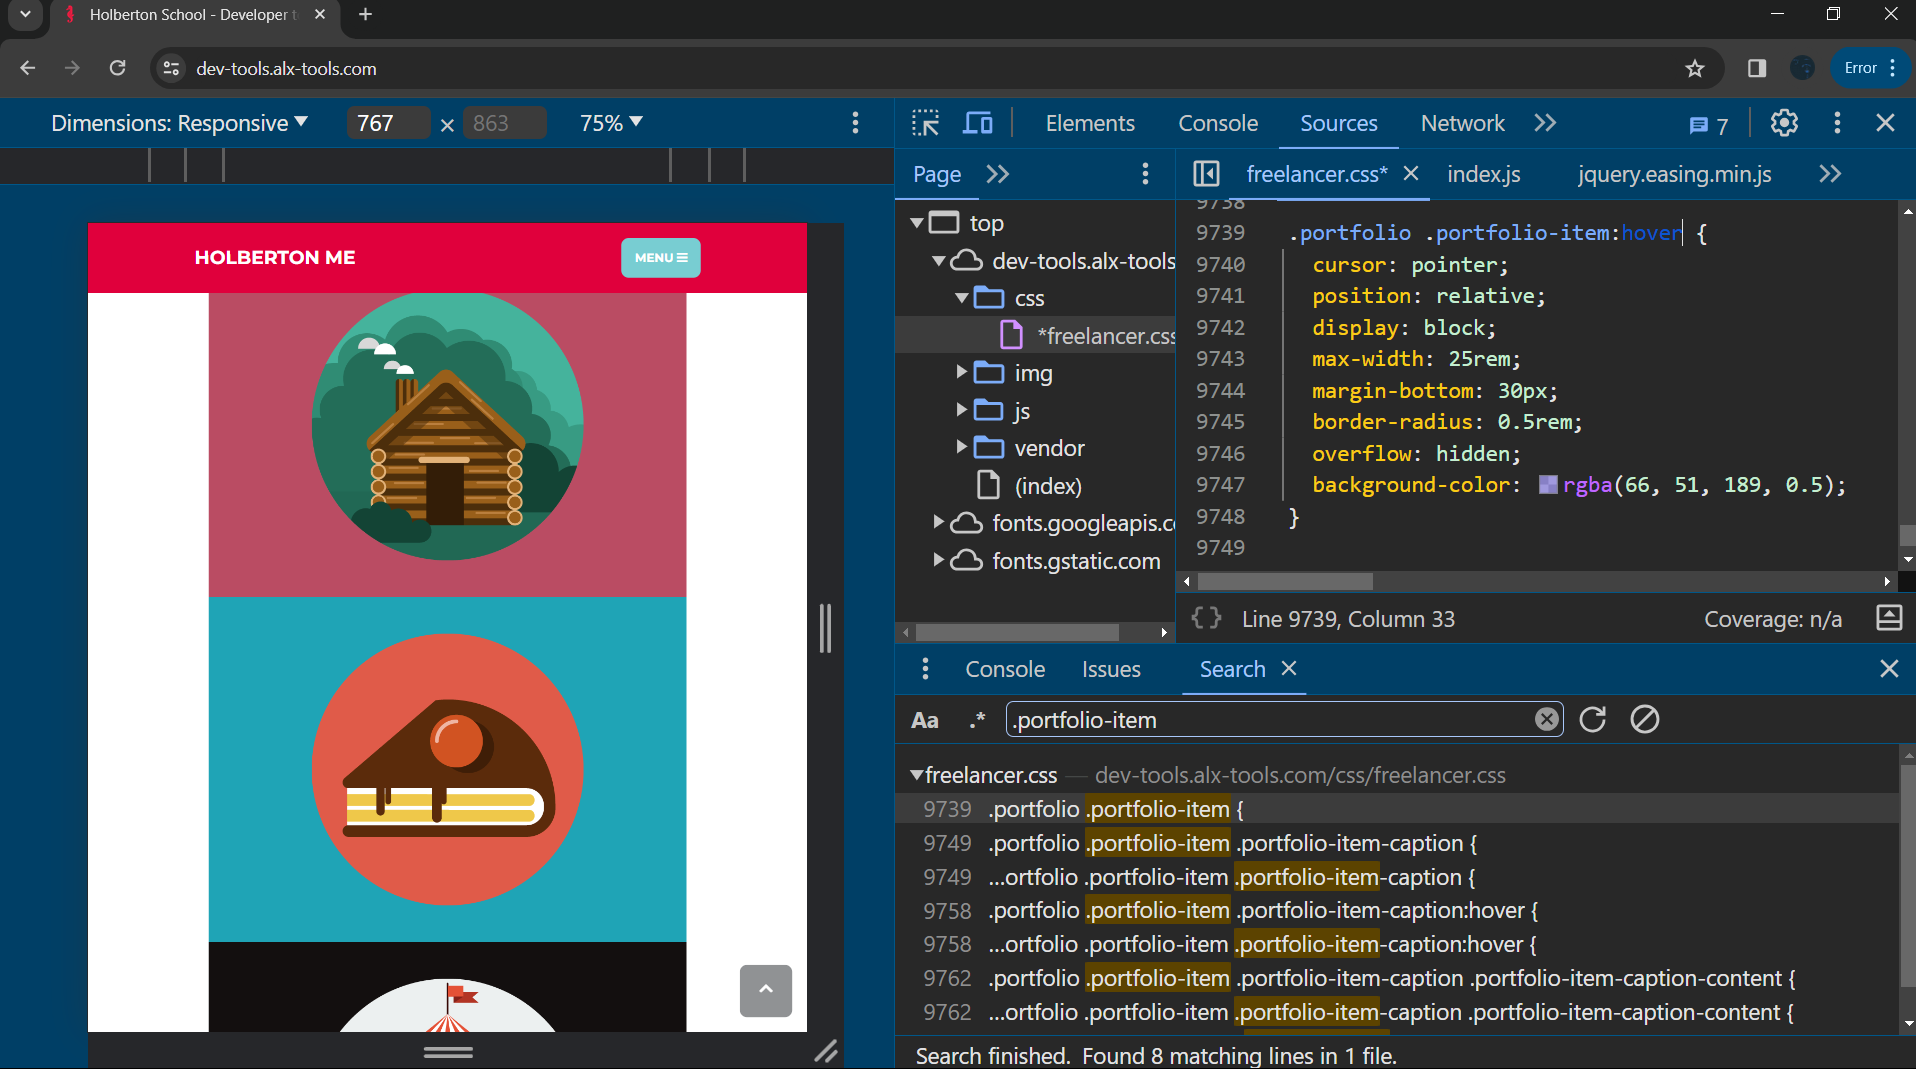 Holberton School - Developer t
dev-tools.alx-tools.com
Error
Dimensions: Responsive
767 × 863
75%
Elements Console Sources Network 7
Page
freelancer.css* index.js jquery.easing.min.js
HOLBERTON ME
MENU
top
dev-tools.alx-tools
css
*freelancer.css
img
js
vendor
(index)
fonts.googleapis.c
fonts.gstatic.com
9738
9739 .portfolio .portfolio-item:hover {
9740 cursor: pointer;
9741 position: relative;
9742 display: block;
9743 max-width: 25rem;
9744 margin-bottom: 30px;
9745 border-radius: 0.5rem;
9746 overflow: hidden;
9747 background-color: rgba(66, 51, 189, 0.5);
9748 }
9749
{} Line 9739, Column 33 Coverage: n/a
Console Issues Search
Aa .* .portfolio-item
freelancer.css — dev-tools.alx-tools.com/css/freelancer.css
9739 .portfolio .portfolio-item {
9749 .portfolio .portfolio-item .portfolio-item-caption {
9749 …ortfolio .portfolio-item .portfolio-item-caption {
9758 .portfolio .portfolio-item .portfolio-item-caption:hover {
9758 …ortfolio .portfolio-item .portfolio-item-caption:hover {
9762 .portfolio .portfolio-item .portfolio-item-caption .portfolio-item-caption-content {
9762 …ortfolio .portfolio-item .portfolio-item-caption .portfolio-item-caption-content {
Search finished. Found 8 matching lines in 1 file.